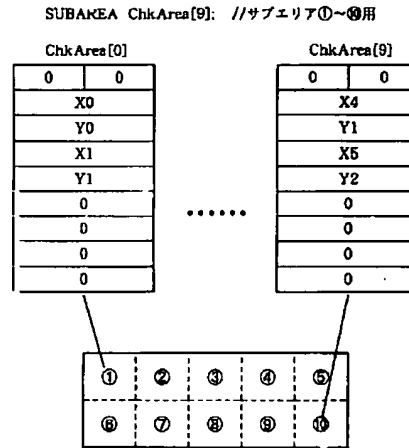 SUBAREA ChkArea[9]; //サブエリア①～⑩用
ChkArea[0] ChkArea[9]
0 0 0 0
X0 X4
Y0 Y1
X1 X5
Y1 Y2
0 0
0 0
0 ...... 0
0 0
① ② ③ ④ ⑤
⑥ ⑦ ⑧ ⑨ ⑩